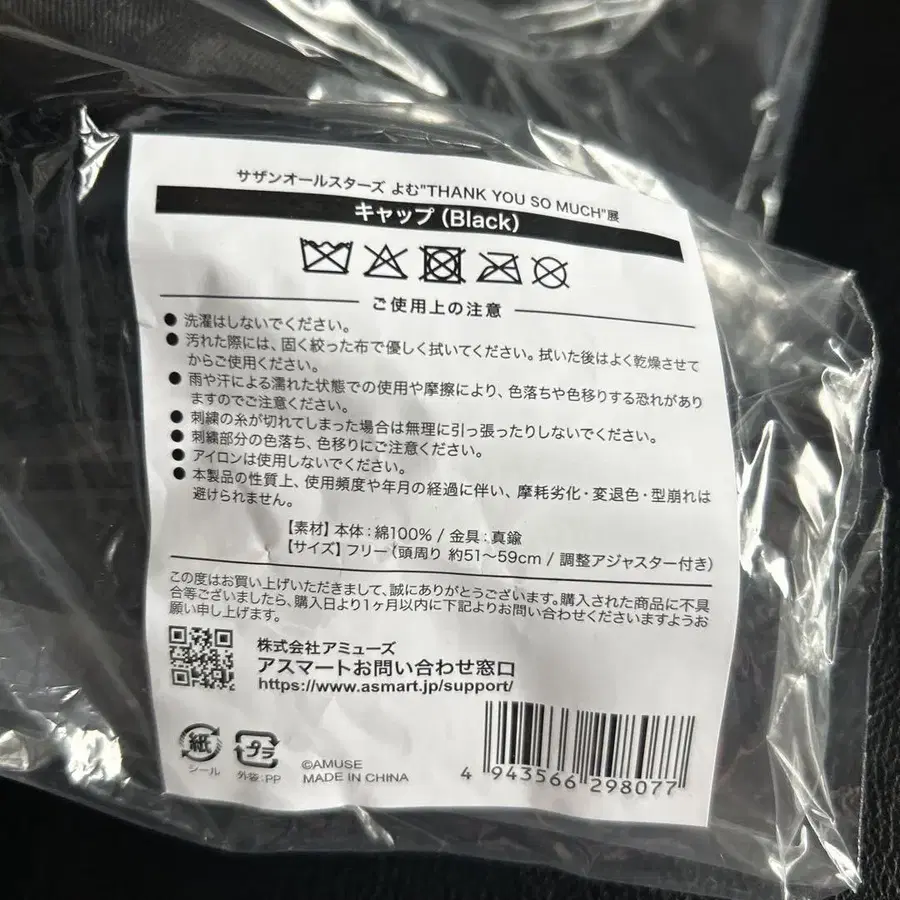 サザンオールスターズ よむ"THANK YOU SO MUCH"展
キャップ（Black）
ご使用上の注意
●洗濯はしないでください。
●汚れた際には、固く絞った布で優しく拭いてください。拭いた後はよく乾燥させて
からご使用ください。
●雨や汗による濡れた状態での使用や摩擦により、色落ちや色移りする恐れがあり
ますのでご注意ください。
●刺繍の糸が切れてしまった場合は無理に引っ張ったりしないでください。
●刺繍部分の色落ち、色移りにご注意ください。
●アイロンは使用しないでください。
●本製品の性質上、使用頻度や年月の経過に伴い、摩耗劣化・変退色・型崩れは
避けられません。
【素材】本体：綿100% / 金具：真鍮
【サイズ】フリー（頭周り 約51〜59cm / 調整アジャスター付き）
この度はお買い上げいただきまして、誠にありがとうございます。購入された商品に不具
合等ございましたら、購入日より1ヶ月以内に下記よりお問い合わせくださいますようお
願い申し上げます。
株式会社アミューズ
アスマートお問い合わせ窓口
https://www.asmart.jp/support/
紙
シール
プラ
外袋:PP
©AMUSE
MADE IN CHINA
4 943566 298077